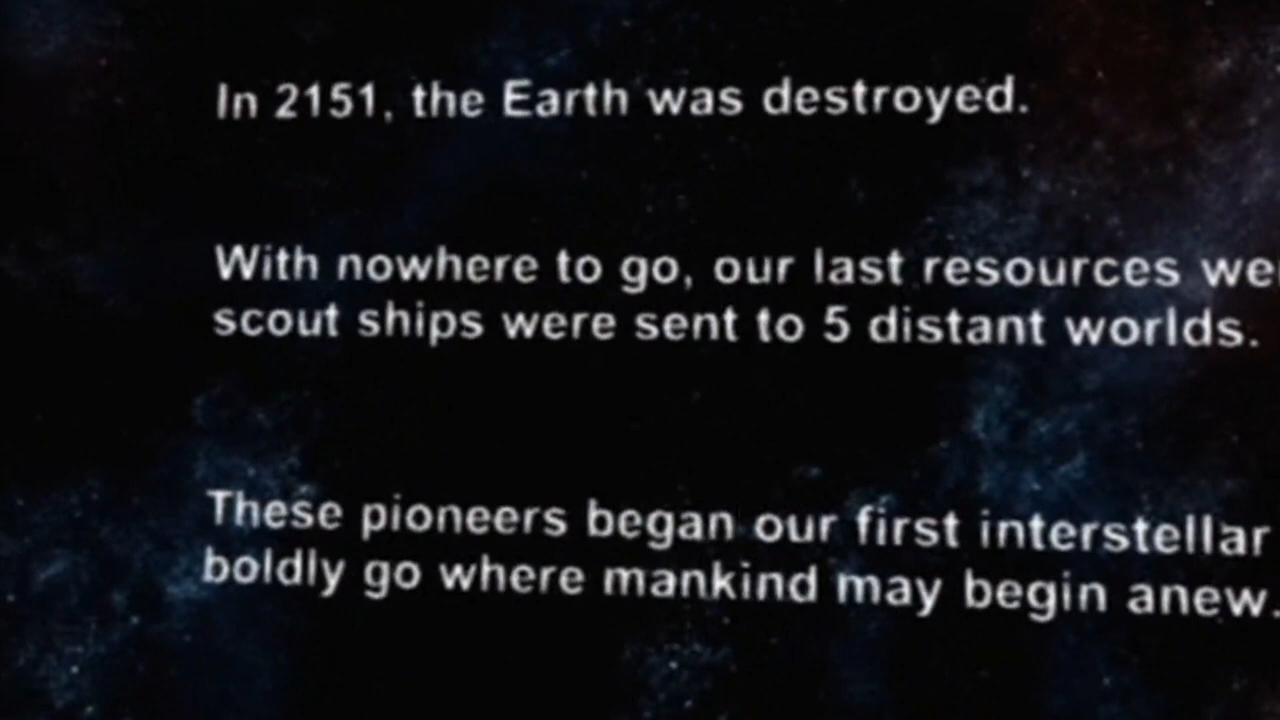 In 2151, the Earth was destroyed.
With nowhere to go, our last resources
scout ships were sent to 5 distant worlds.
These pioneers began our first interstellar
boldly go where mankind may begin anew.